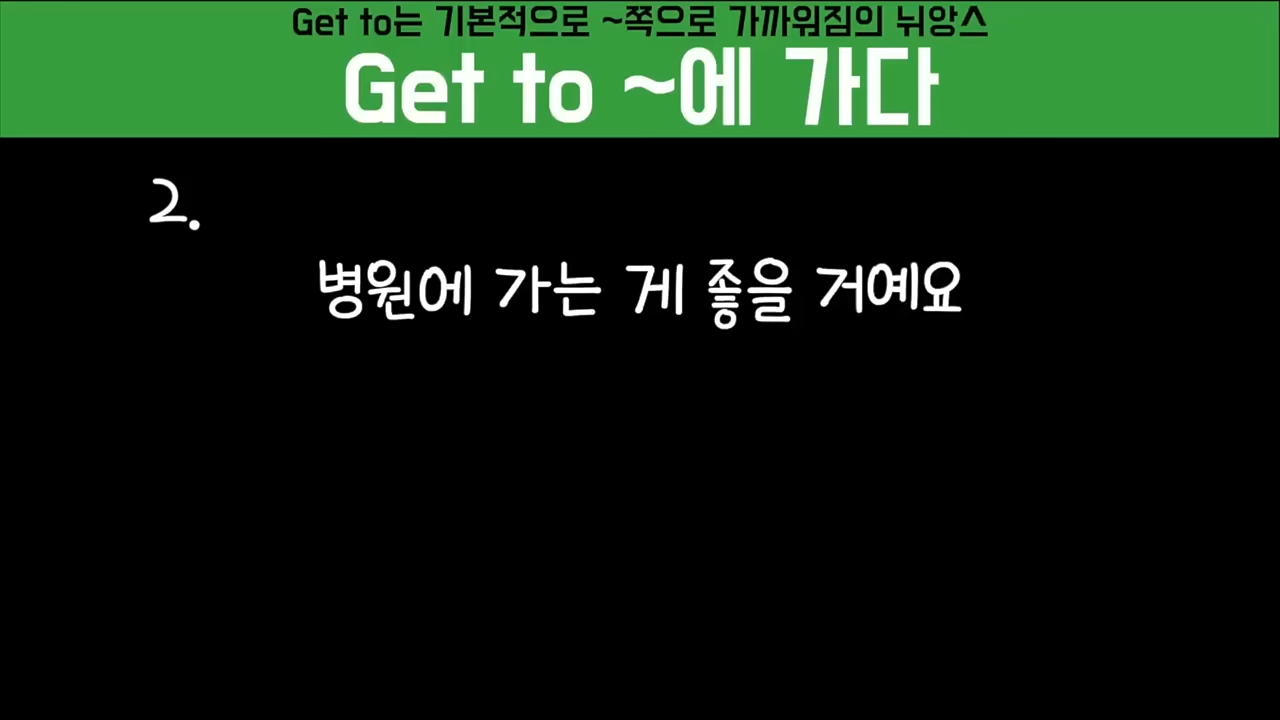 Get to는 기본적으로 ~쪽으로 가까워짐의 뉘앙스
Get to ~에 가다
2.
병원에 가는 게 좋을 거예요